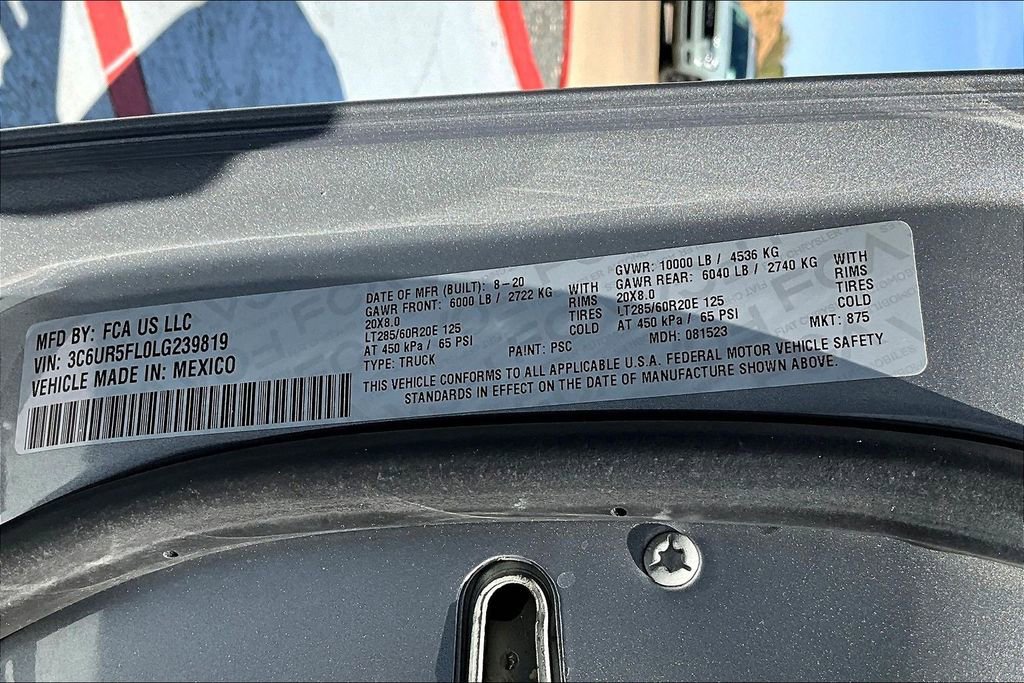 MFD BY: FCA US LLC
VIN: 3C6UR5FL0LG239819
VEHICLE MADE IN: MEXICO
DATE OF MFR (BUILT): 8-20
GAWR FRONT: 6000 LB / 2722 KG WITH
20X8.0 RIMS
LT285/60R20E 125 TIRES
AT 450 kPa / 65 PSI COLD
TYPE: TRUCK PAINT: PSC
GVWR: 10000 LB / 4536 KG
GAWR REAR: 6040 LB / 2740 KG WITH
20X8.0 RIMS
LT285/60R20E 125 TIRES
AT 450 kPa / 65 PSI COLD
MDH: 081523 MKT: 875
THIS VEHICLE CONFORMS TO ALL APPLICABLE U.S.A. FEDERAL MOTOR VEHICLE SAFETY
STANDARDS IN EFFECT ON THE DATE OF MANUFACTURE SHOWN ABOVE.